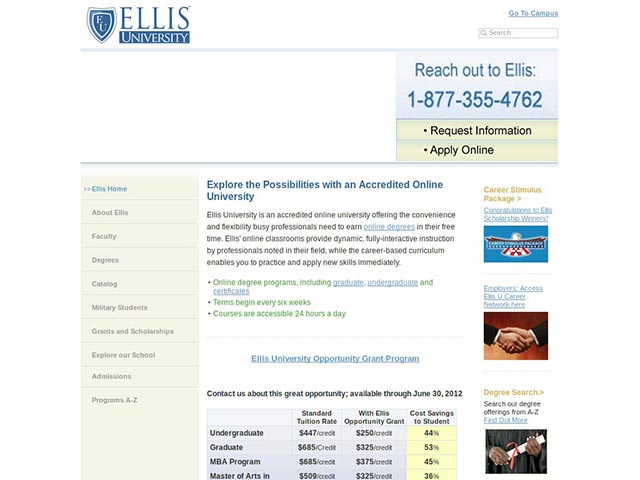 ELLIS
UNIVERSITY
Go To Campus
Search
Reach out to Ellis:
1-877-355-4762
• Request Information
• Apply Online
>> Ellis Home
About Ellis
Faculty
Degrees
Catalog
Military Students
Grants and Scholarships
Explore our School
Admissions
Programs A-Z
Explore the Possibilities with an Accredited Online
University
Ellis University is an accredited online university offering the convenience
and flexibility busy professionals need to earn online degrees in their free
time. Ellis' online classrooms provide dynamic, fully-interactive instruction
by professionals noted in their field, while the career-based curriculum
enables you to practice and apply new skills immediately.
• Online degree programs, including graduate, undergraduate and
certificates
• Terms begin every six weeks
• Courses are accessible 24 hours a day
Ellis University Opportunity Grant Program
Contact us about this great opportunity; available through June 30, 2012
Standard Tuition Rate With Ellis Opportunity Grant Cost Savings to Student
Undergraduate $447/credit $250/credit 44%
Graduate $685/Credit $325/credit 53%
MBA Program $685/credit $375/credit 45%
Master of Arts in $509/credit $325/credit 36%
Career Stimulus
Package >
Congratulations to Ellis
Scholarship Winners!
CAREER STIMULUS PACKAGE
Employers: Access
Ellis U Career
Network here
Degree Search >
Search our degree
offerings from A-Z
Find Out More